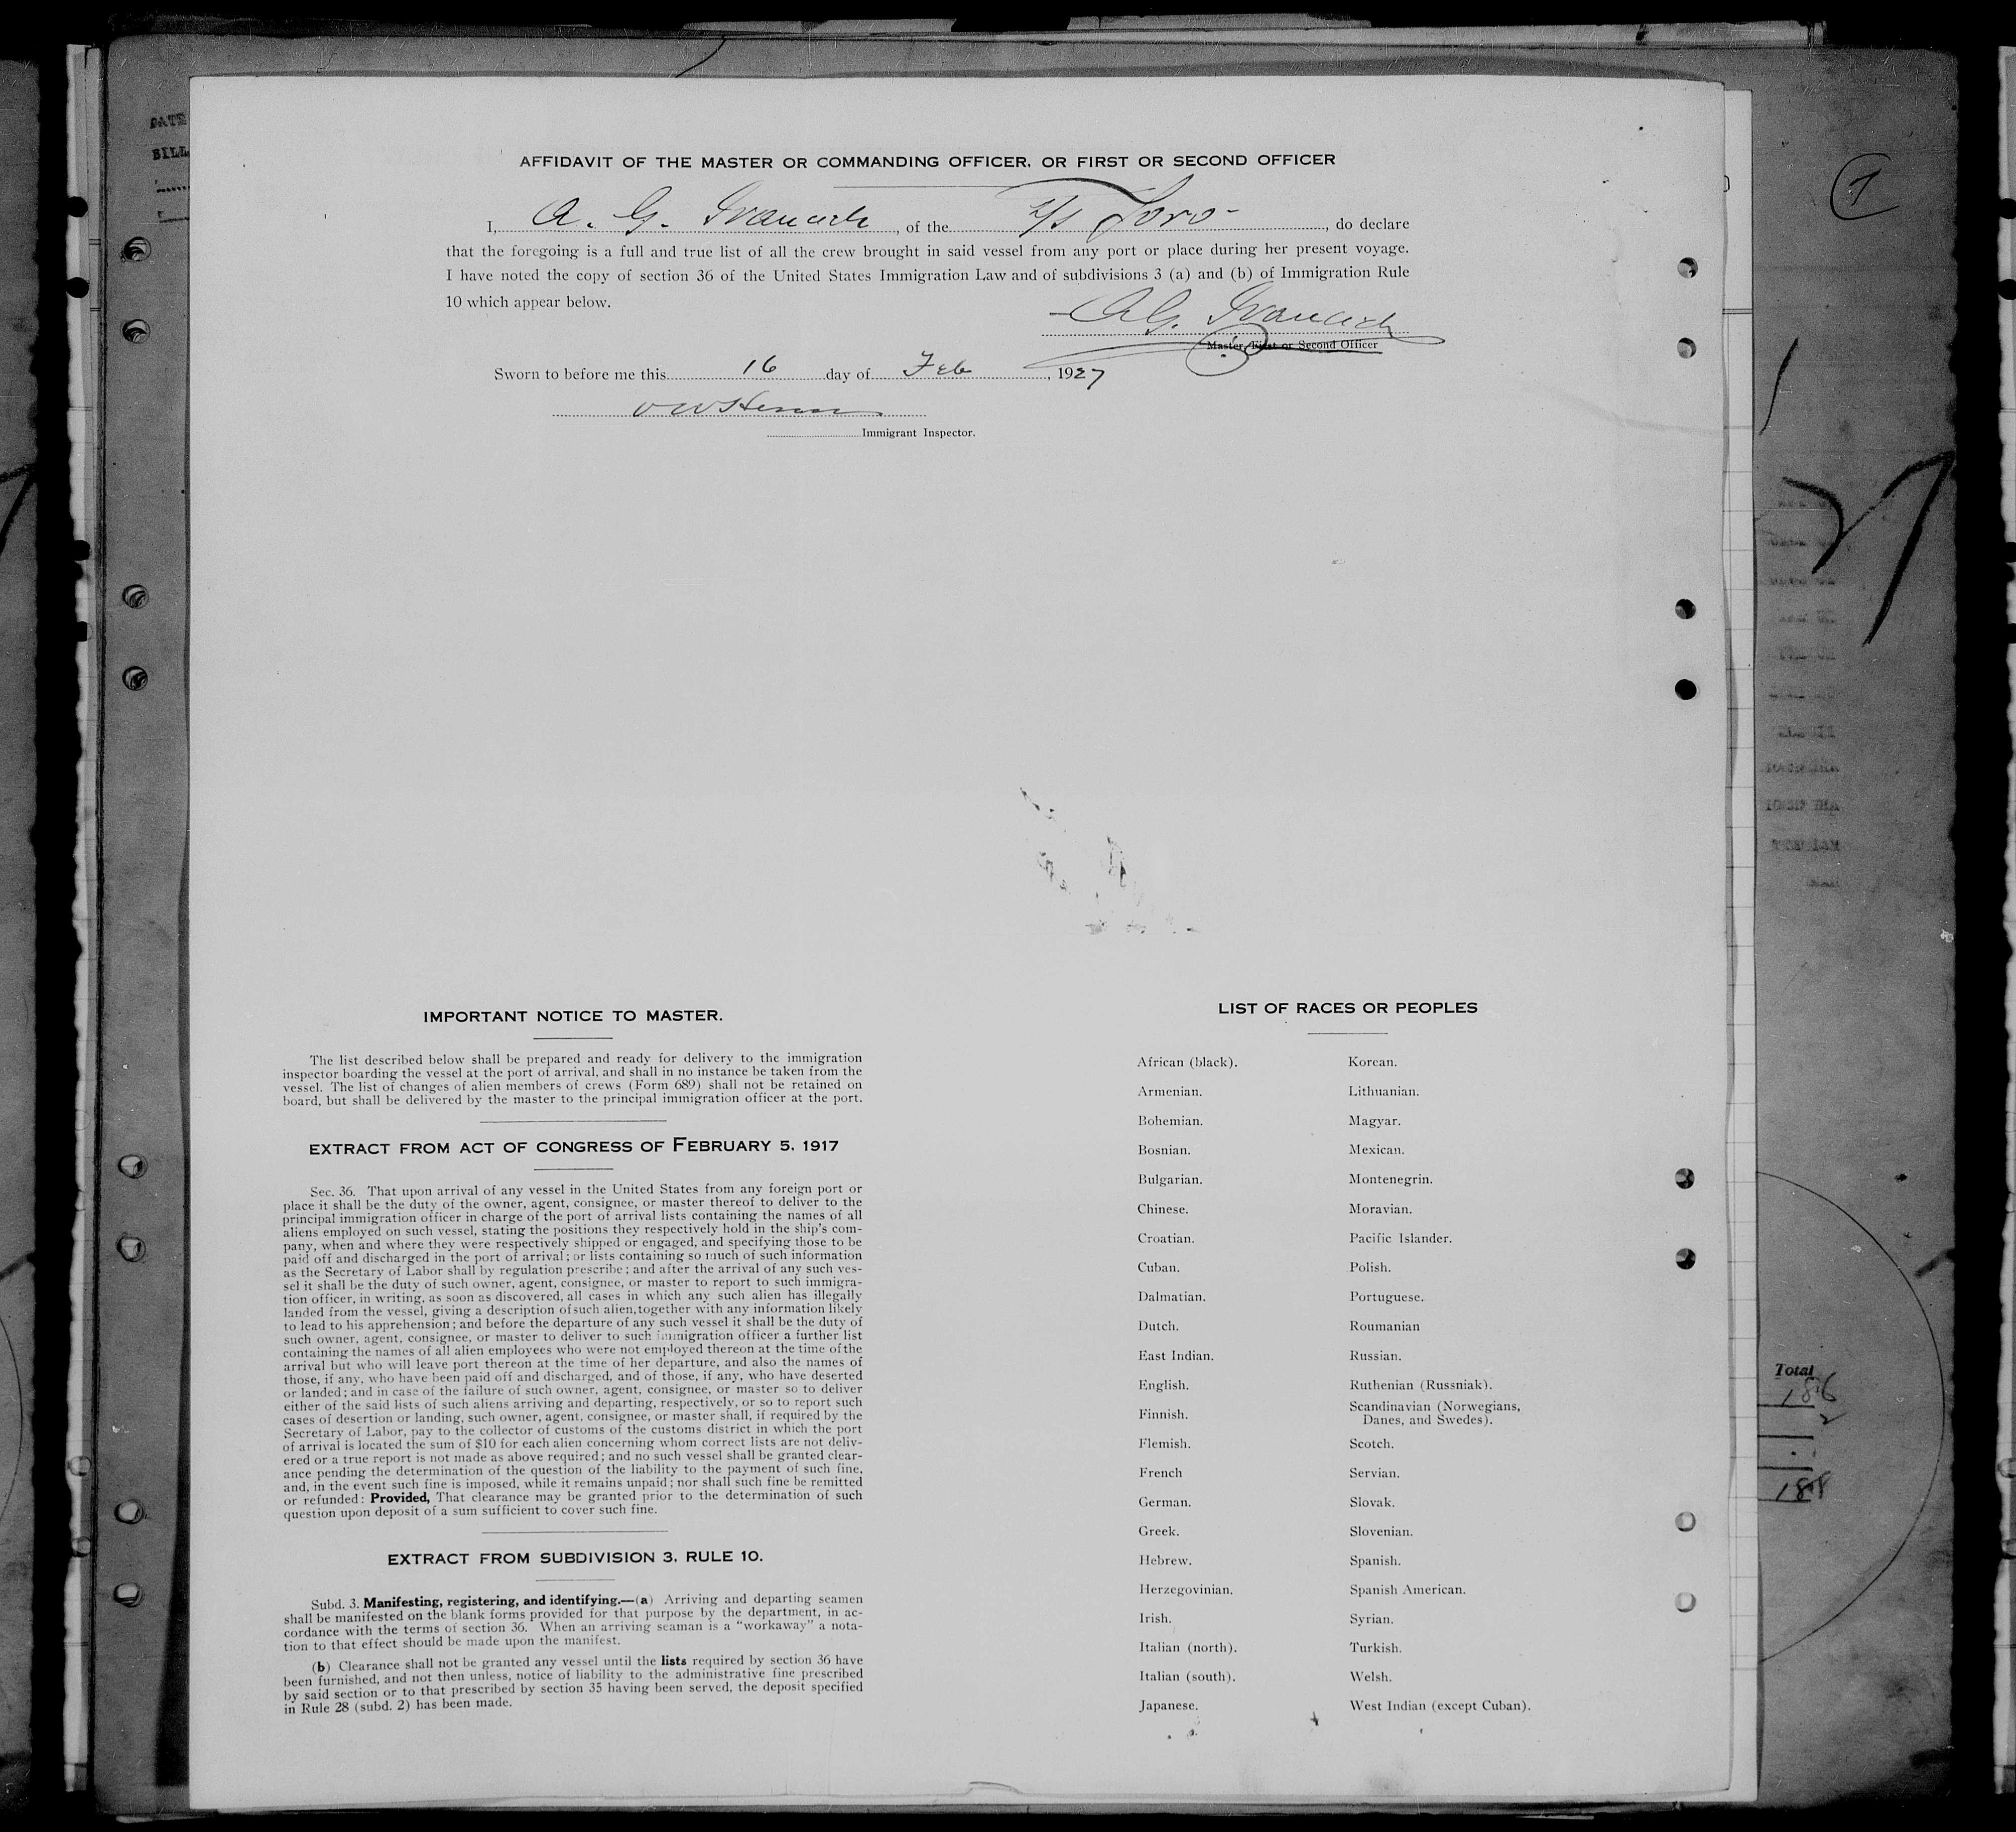 AFFIDAVIT OF THE MASTER OR COMMANDING OFFICER, OR FIRST OR SECOND OFFICER
I, A. G. Ivancich, of the S/S Toro, do declare
that the foregoing is a full and true list of all the crew brought in said vessel from any port or place during her present voyage.
I have noted the copy of section 36 of the United States Immigration Law and of subdivisions 3 (a) and (b) of Immigration Rule
10 which appear below.
A G. Ivancich
Master, First or Second Officer
Sworn to before me this 16 day of Feb, 1927
Immigrant Inspector.
IMPORTANT NOTICE TO MASTER.
The list described below shall be prepared and ready for delivery to the immigration
inspector boarding the vessel at the port of arrival, and shall in no instance be taken from the
vessel. The list of changes of alien members of crews (Form 689) shall not be retained on
board, but shall be delivered by the master to the principal immigration officer at the port.
EXTRACT FROM ACT OF CONGRESS OF FEBRUARY 5, 1917
Sec. 36. That upon arrival of any vessel in the United States from any foreign port or
place it shall be the duty of the owner, agent, consignee, or master thereof to deliver to the
principal immigration officer in charge of the port of arrival lists containing the names of all
aliens employed on such vessel, stating the positions they respectively hold in the ship's com-
pany, when and where they were respectively shipped or engaged, and specifying those to be
paid off and discharged in the port of arrival; or lists containing so much of such information
as the Secretary of Labor shall by regulation prescribe; and after the arrival of any such ves-
sel it shall be the duty of such owner, agent, consignee, or master to report to such immigra-
tion officer, in writing, as soon as discovered, all cases in which any such alien has illegally
landed from the vessel, giving a description of such alien, together with any information likely
to lead to his apprehension; and before the departure of any such vessel it shall be the duty of
such owner, agent, consignee, or master to deliver to such immigration officer a further list
containing the names of all alien employees who were not employed thereon at the time of the
arrival but who will leave port thereon at the time of her departure, and also the names of
those, if any, who have been paid off and discharged, and of those, if any, who have deserted
or landed; and in case of the failure of such owner, agent, consignee, or master so to deliver
either of the said lists of such aliens arriving and departing, respectively, or so to report such
cases of desertion or landing, such owner, agent, consignee, or master shall, if required by the
Secretary of Labor, pay to the collector of customs of the customs district in which the port
of arrival is located the sum of $10 for each alien concerning whom correct lists are not deliv-
ered or a true report is not made as above required; and no such vessel shall be granted clear-
ance pending the determination of the question of the liability to the payment of such fine,
and, in the event such fine is imposed, while it remains unpaid; nor shall such fine be remitted
or refunded: Provided, That clearance may be granted prior to the determination of such
question upon deposit of a sum sufficient to cover such fine.
EXTRACT FROM SUBDIVISION 3, RULE 10.
Subd. 3. Manifesting, registering, and identifying.—(a) Arriving and departing seamen
shall be manifested on the blank forms provided for that purpose by the department, in ac-
cordance with the terms of section 36. When an arriving seaman is a "workaway" a nota-
tion to that effect should be made upon the manifest.
(b) Clearance shall not be granted any vessel until the lists required by section 36 have
been furnished, and not then unless, notice of liability to the administrative fine prescribed
by said section or to that prescribed by section 35 having been served, the deposit specified
in Rule 28 (subd. 2) has been made.
LIST OF RACES OR PEOPLES
African (black).
Armenian.
Bohemian.
Bosnian.
Bulgarian.
Chinese.
Croatian.
Cuban.
Dalmatian.
Dutch.
East Indian.
English.
Finnish.
Flemish.
French
German.
Greek.
Hebrew.
Herzegovinian.
Irish.
Italian (north).
Italian (south).
Japanese.
Korean.
Lithuanian.
Magyar.
Mexican.
Montenegrin.
Moravian.
Pacific Islander.
Polish.
Portuguese.
Roumanian
Russian.
Ruthenian (Russniak).
Scandinavian (Norwegians,
Danes, and Swedes).
Scotch.
Servian.
Slovak.
Slovenian.
Spanish.
Spanish American.
Syrian.
Turkish.
Welsh.
West Indian (except Cuban).
DATE
BILL
1
Total
186
2
188